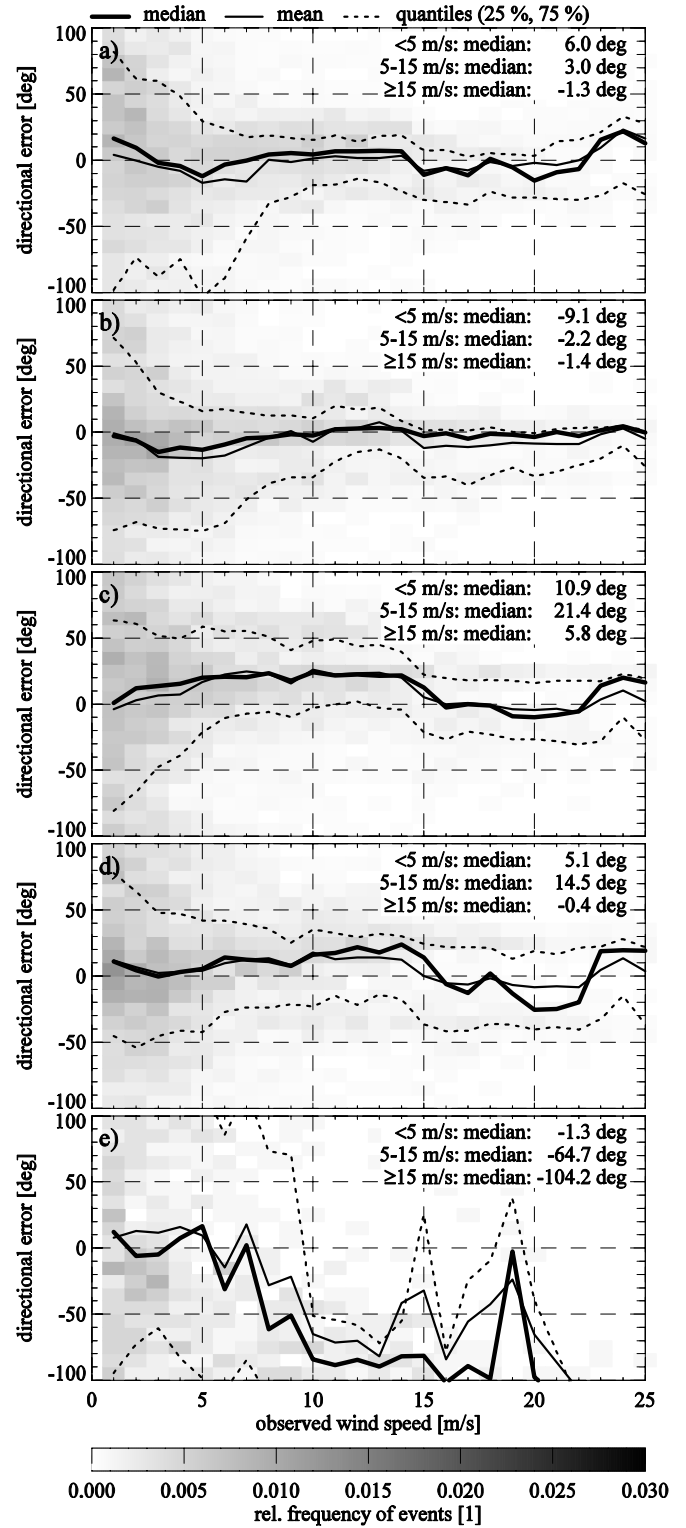 median mean quantiles (25 %, 75 %)
a)
<5 m/s: median: 6.0 deg
5-15 m/s: median: 3.0 deg
≥15 m/s: median: -1.3 deg
100
50
0
-50
-100
directional error [deg]
b)
<5 m/s: median: -9.1 deg
5-15 m/s: median: -2.2 deg
≥15 m/s: median: -1.4 deg
100
50
0
-50
-100
directional error [deg]
c)
<5 m/s: median: 10.9 deg
5-15 m/s: median: 21.4 deg
≥15 m/s: median: 5.8 deg
100
50
0
-50
-100
directional error [deg]
d)
<5 m/s: median: 5.1 deg
5-15 m/s: median: 14.5 deg
≥15 m/s: median: -0.4 deg
100
50
0
-50
-100
directional error [deg]
e)
<5 m/s: median: -1.3 deg
5-15 m/s: median: -64.7 deg
≥15 m/s: median: -104.2 deg
100
50
0
-50
-100
directional error [deg]
0 5 10 15 20 25
observed wind speed [m/s]
0.000 0.005 0.010 0.015 0.020 0.025 0.030
rel. frequency of events [1]